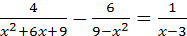 4/(x²+6x+9) − 6/(9−x²) = 1/(x−3)